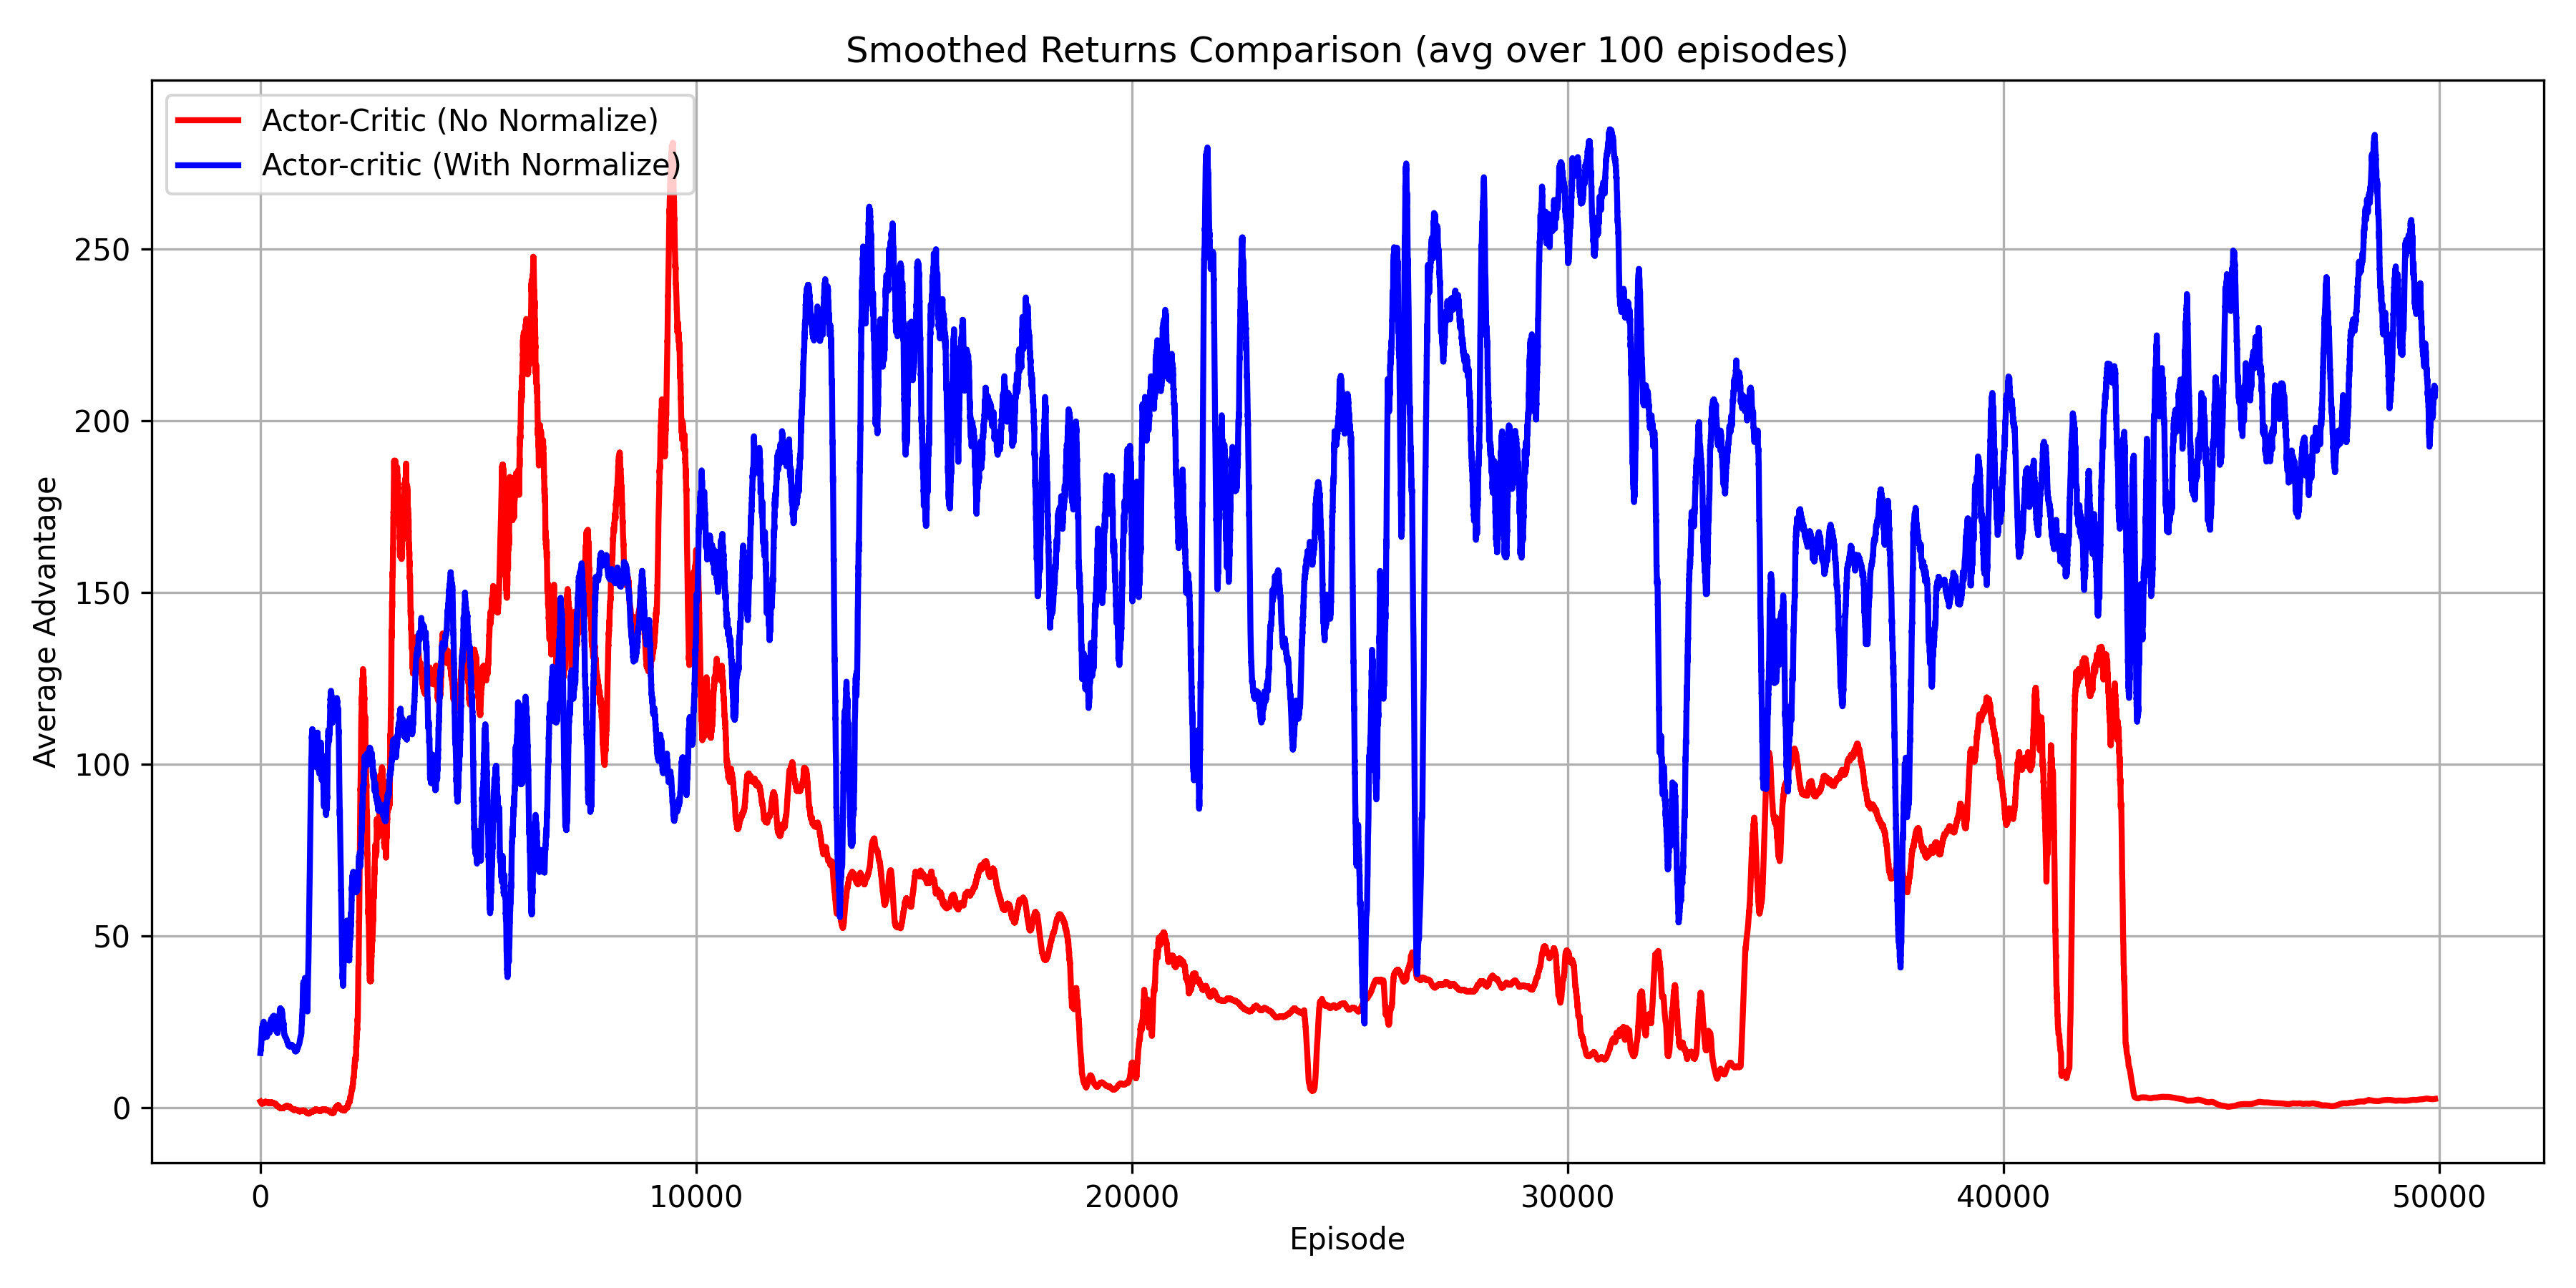 Smoothed Returns Comparison (avg over 100 episodes)
Actor-Critic (No Normalize)
Actor-critic (With Normalize)
Average Advantage
250
200
150
100
50
0
0 10000 20000 30000 40000 50000
Episode